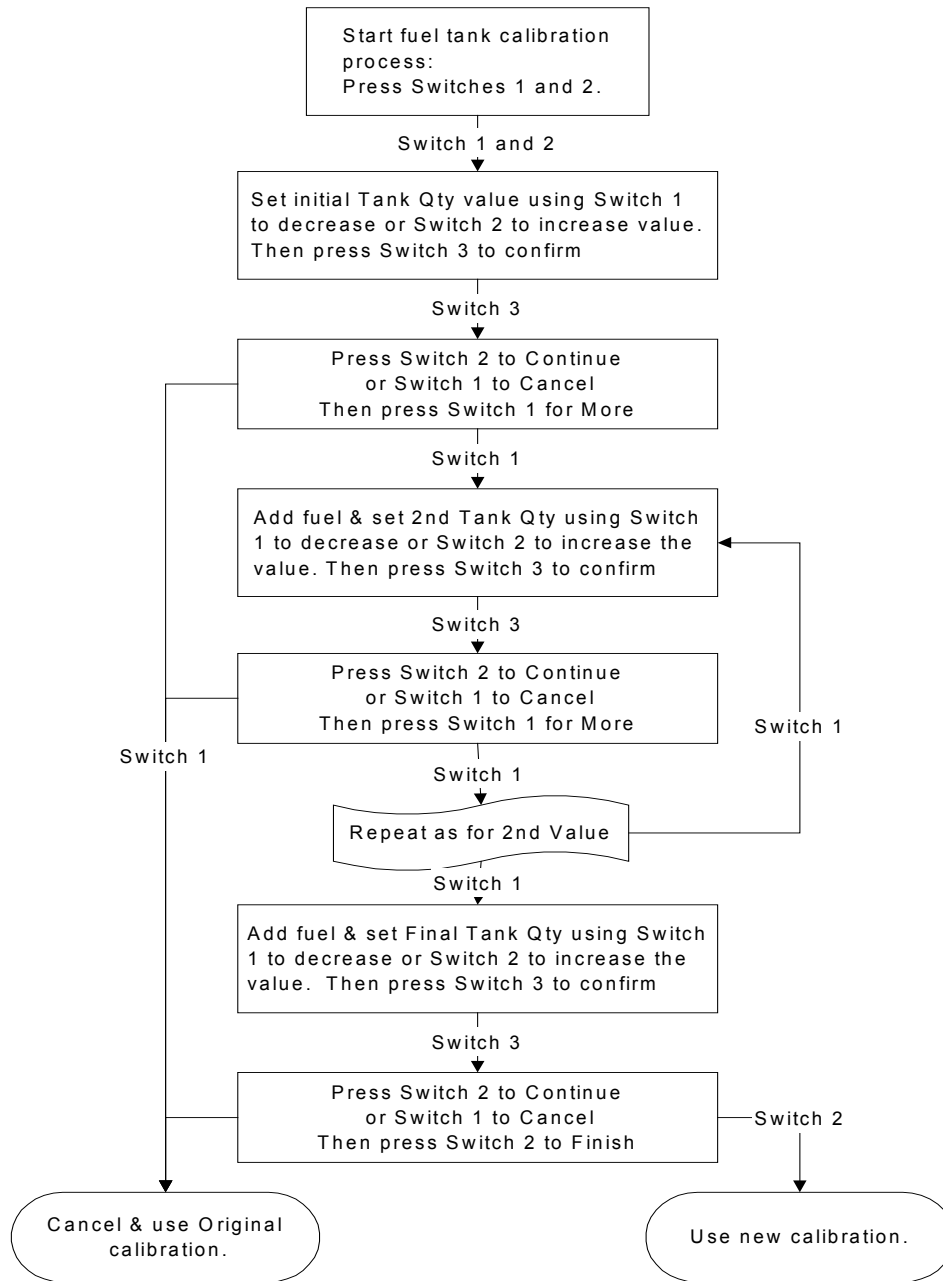 Start fuel tank calibration
process:
Press Switches 1 and 2.
Switch 1 and 2
Set initial Tank Qty value using Switch 1
to decrease or Switch 2 to increase value.
Then press Switch 3 to confirm
Switch 3
Press Switch 2 to Continue
or Switch 1 to Cancel
Then press Switch 1 for More
Switch 1
Add fuel & set 2nd Tank Qty using Switch
1 to decrease or Switch 2 to increase the
value. Then press Switch 3 to confirm
Switch 3
Press Switch 2 to Continue
or Switch 1 to Cancel
Then press Switch 1 for More
Switch 1
Switch 1
Switch 1
Repeat as for 2nd Value
Switch 1
Add fuel & set Final Tank Qty using Switch
1 to decrease or Switch 2 to increase the
value. Then press Switch 3 to confirm
Switch 3
Press Switch 2 to Continue
or Switch 1 to Cancel
Then press Switch 2 to Finish
Switch 2
Cancel & use Original
calibration.
Use new calibration.